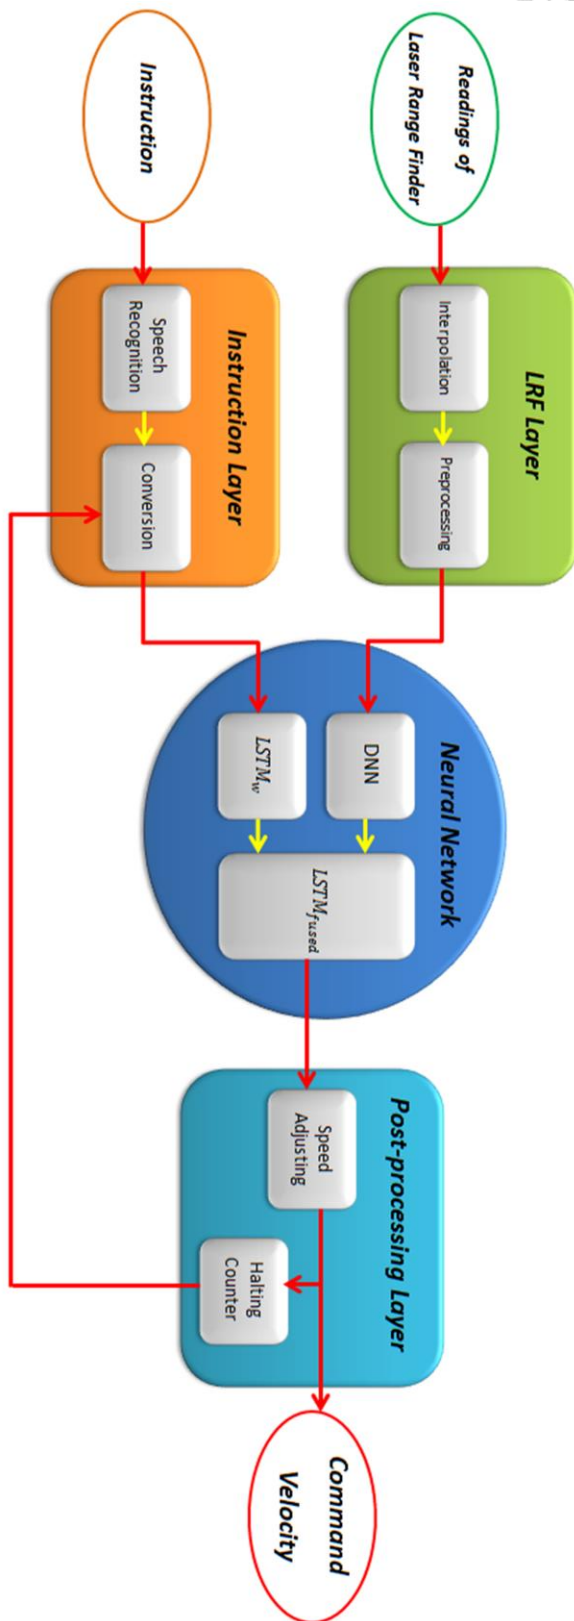 Readings of
Laser Range Finder
LRF Layer
Interpolation
Preprocessing
Instruction
Instruction Layer
Speech
Recognition
Conversion
Neural Network
DNN
LSTM_w
LSTM_fused
Post-processing Layer
Speed
Adjusting
Halting
Counter
Command
Velocity